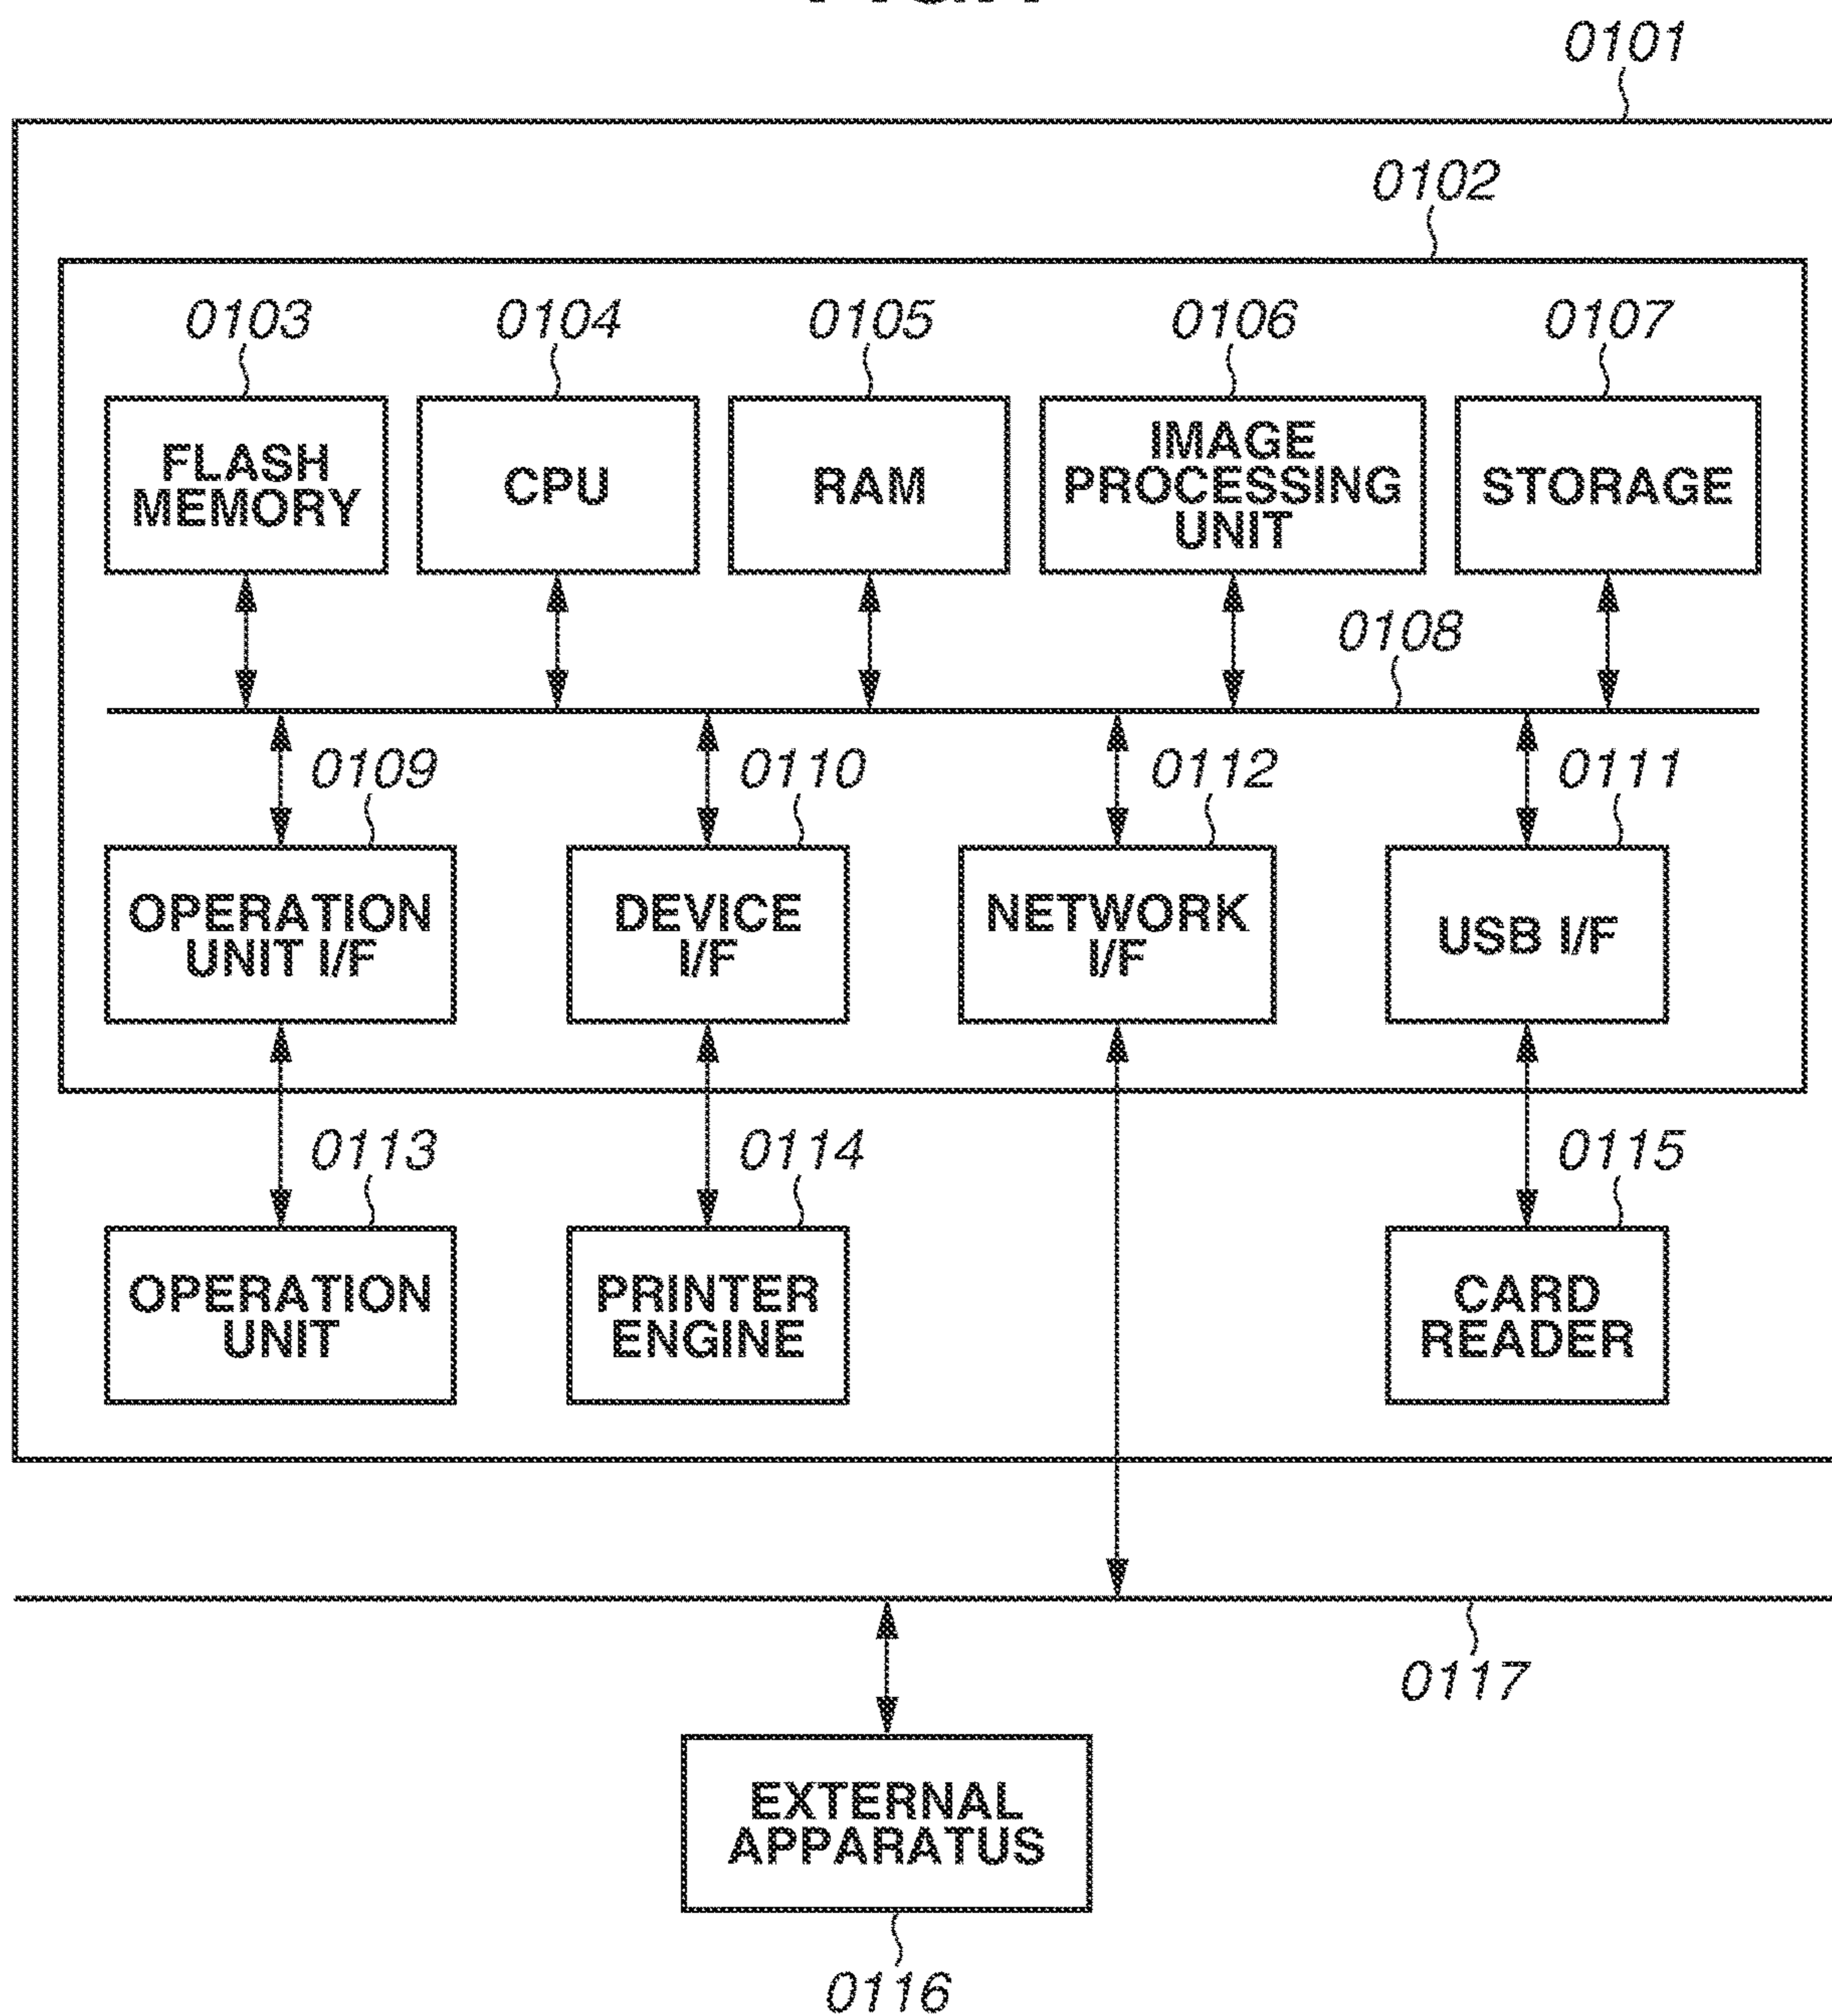 0101
0102
0103 0104 0105 0106 0107
FLASH
MEMORY
CPU
RAM
IMAGE
PROCESSING
UNIT
STORAGE
0108
0109 0110 0112 0111
OPERATION
UNIT I/F
DEVICE
I/F
NETWORK
I/F
USB I/F
0113 0114 0115
OPERATION
UNIT
PRINTER
ENGINE
CARD
READER
0117
EXTERNAL
APPARATUS
0116